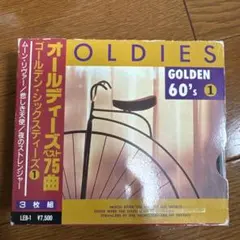 OLDIES
GOLDEN
60's ①
オールディーズ
ベスト
75曲
ゴールデン・シックスティーズ①
ムーン・リヴァー/悲しき天使/夜のストレンジャー
3枚組
LEB-1 ¥7,500